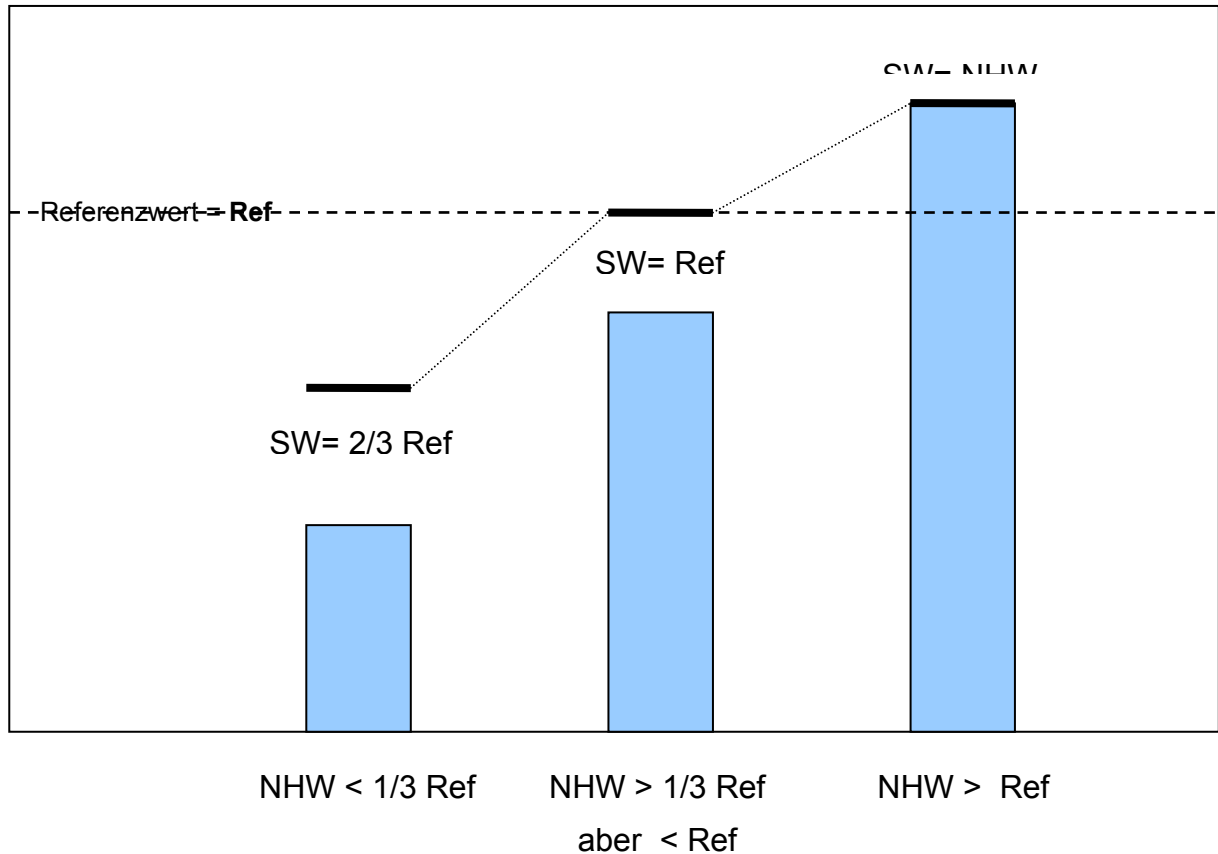 SW= NHW
Referenzwert = Ref
SW= Ref
SW= 2/3 Ref
NHW < 1/3 Ref
NHW > 1/3 Ref
aber < Ref
NHW > Ref